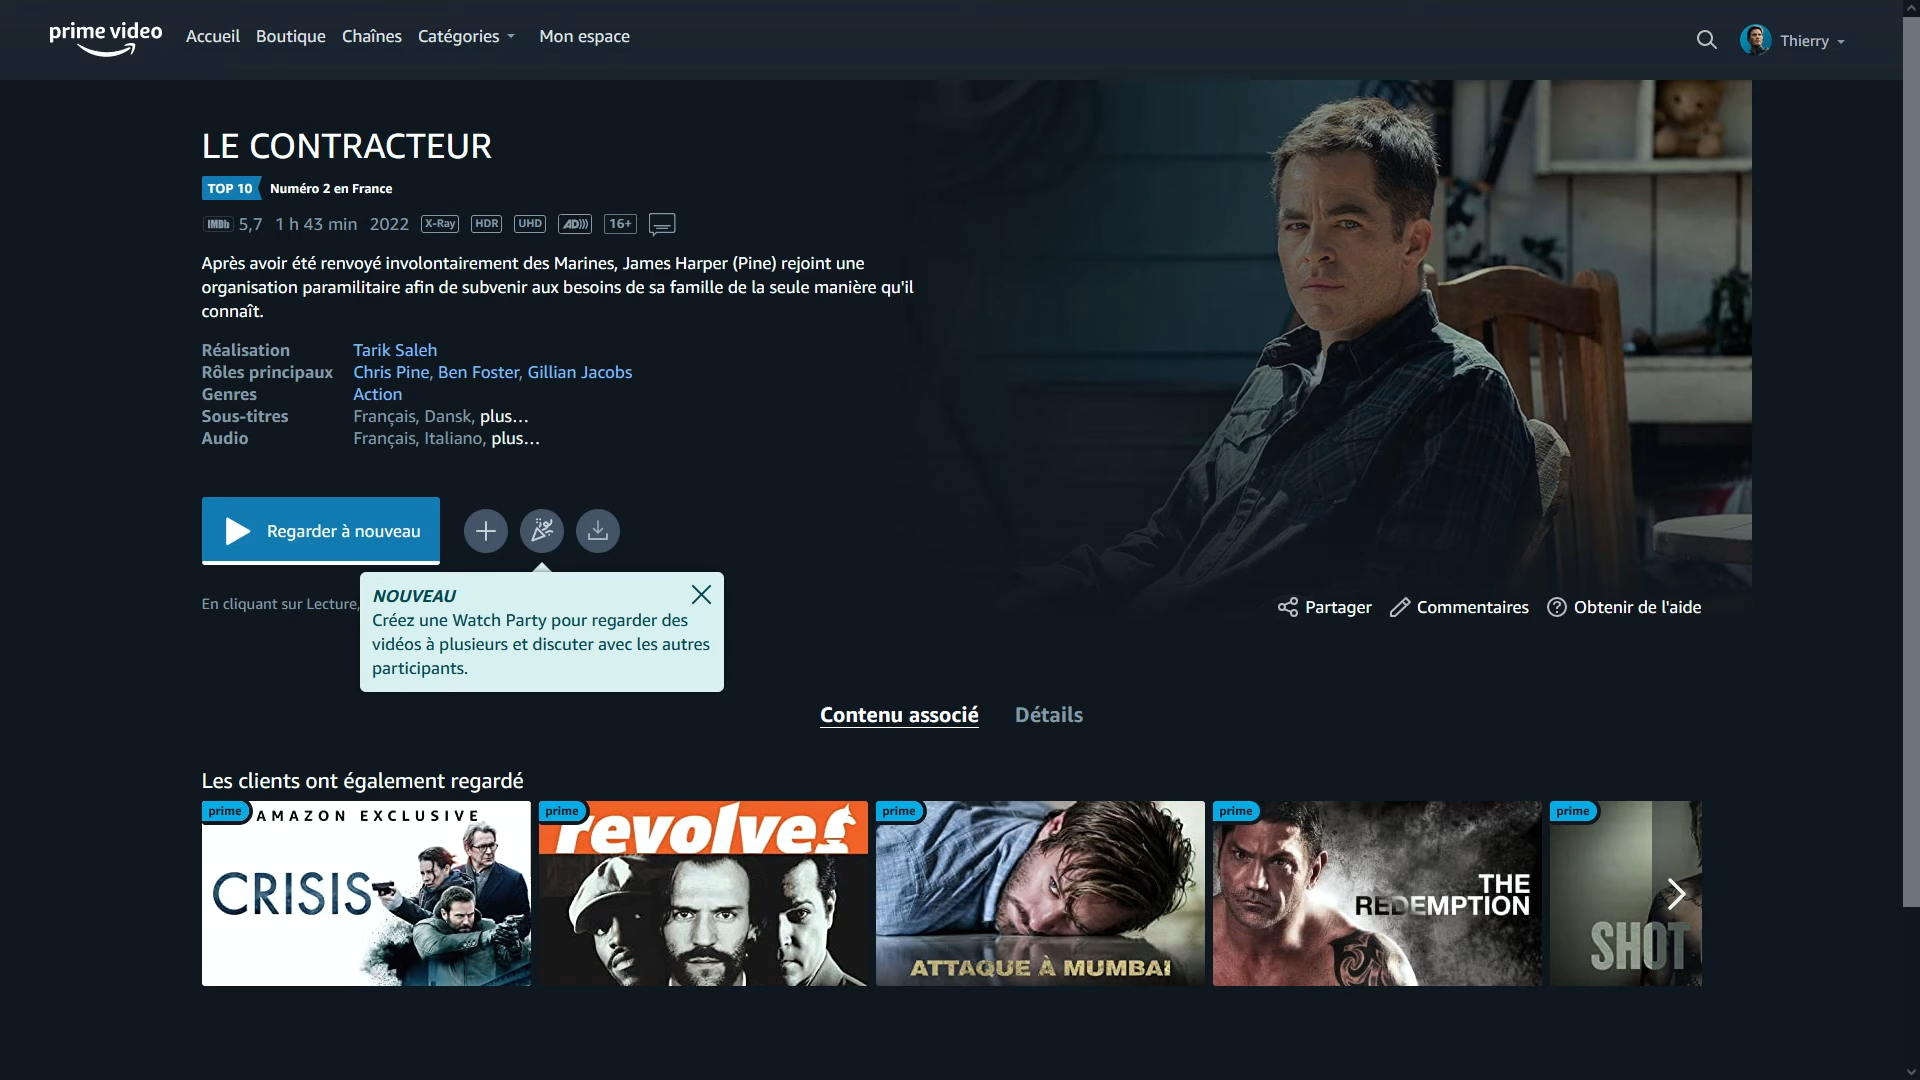 prime video
Accueil
Boutique
Chaînes
Catégories
Mon espace
Thierry
LE CONTRACTEUR
TOP 10 Numéro 2 en France
IMDb 5,7 1 h 43 min 2022 X-Ray HDR UHD AD))) 16+
Après avoir été renvoyé involontairement des Marines, James Harper (Pine) rejoint une
organisation paramilitaire afin de subvenir aux besoins de sa famille de la seule manière qu'il
connaît.
Réalisation Tarik Saleh
Rôles principaux Chris Pine, Ben Foster, Gillian Jacobs
Genres Action
Sous-titres Français, Dansk, plus…
Audio Français, Italiano, plus…
Regarder à nouveau
En cliquant sur Lecture,
NOUVEAU
Créez une Watch Party pour regarder des
vidéos à plusieurs et discuter avec les autres
participants.
Partager
Commentaires
Obtenir de l'aide
Contenu associé
Détails
Les clients ont également regardé
prime
AMAZON EXCLUSIVE
CRISIS
prime
revolver
prime
ATTAQUE À MUMBAI
prime
THE
REDEMPTION
prime
SHOT